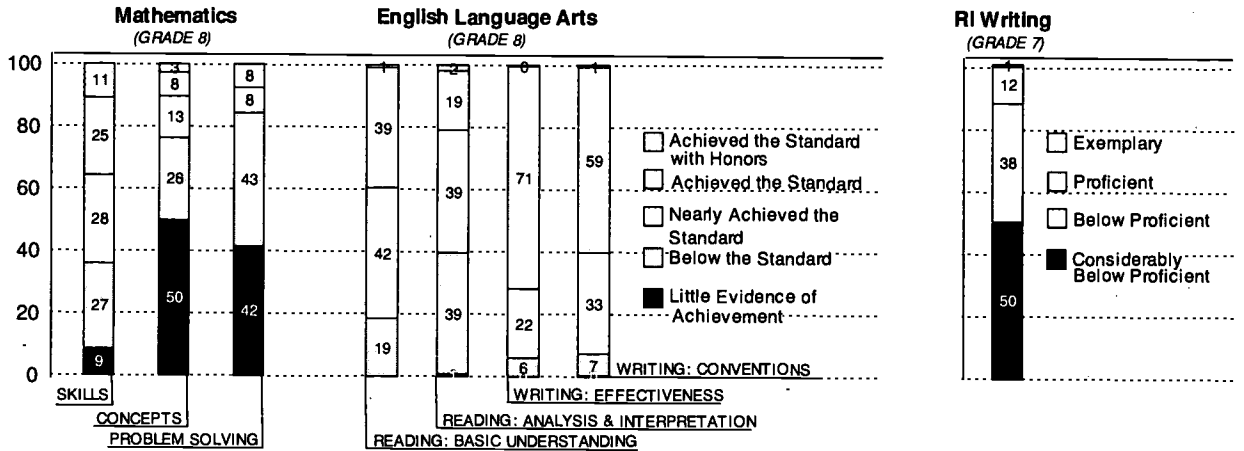 Mathematics
(GRADE 8)
English Language Arts
(GRADE 8)
RI Writing
(GRADE 7)
100
80
60
40
20
0
11
25
28
27
9
3
8
13
26
50
8
8
43
42
1
39
42
19
2
19
39
39
0
71
22
6
1
59
33
7
Achieved the Standard
with Honors
Achieved the Standard
Nearly Achieved the
Standard
Below the Standard
Little Evidence of
Achievement
12
38
50
Exemplary
Proficient
Below Proficient
Considerably
Below Proficient
SKILLS
CONCEPTS
PROBLEM SOLVING
WRITING: CONVENTIONS
WRITING: EFFECTIVENESS
READING: ANALYSIS & INTERPRETATION
READING: BASIC UNDERSTANDING